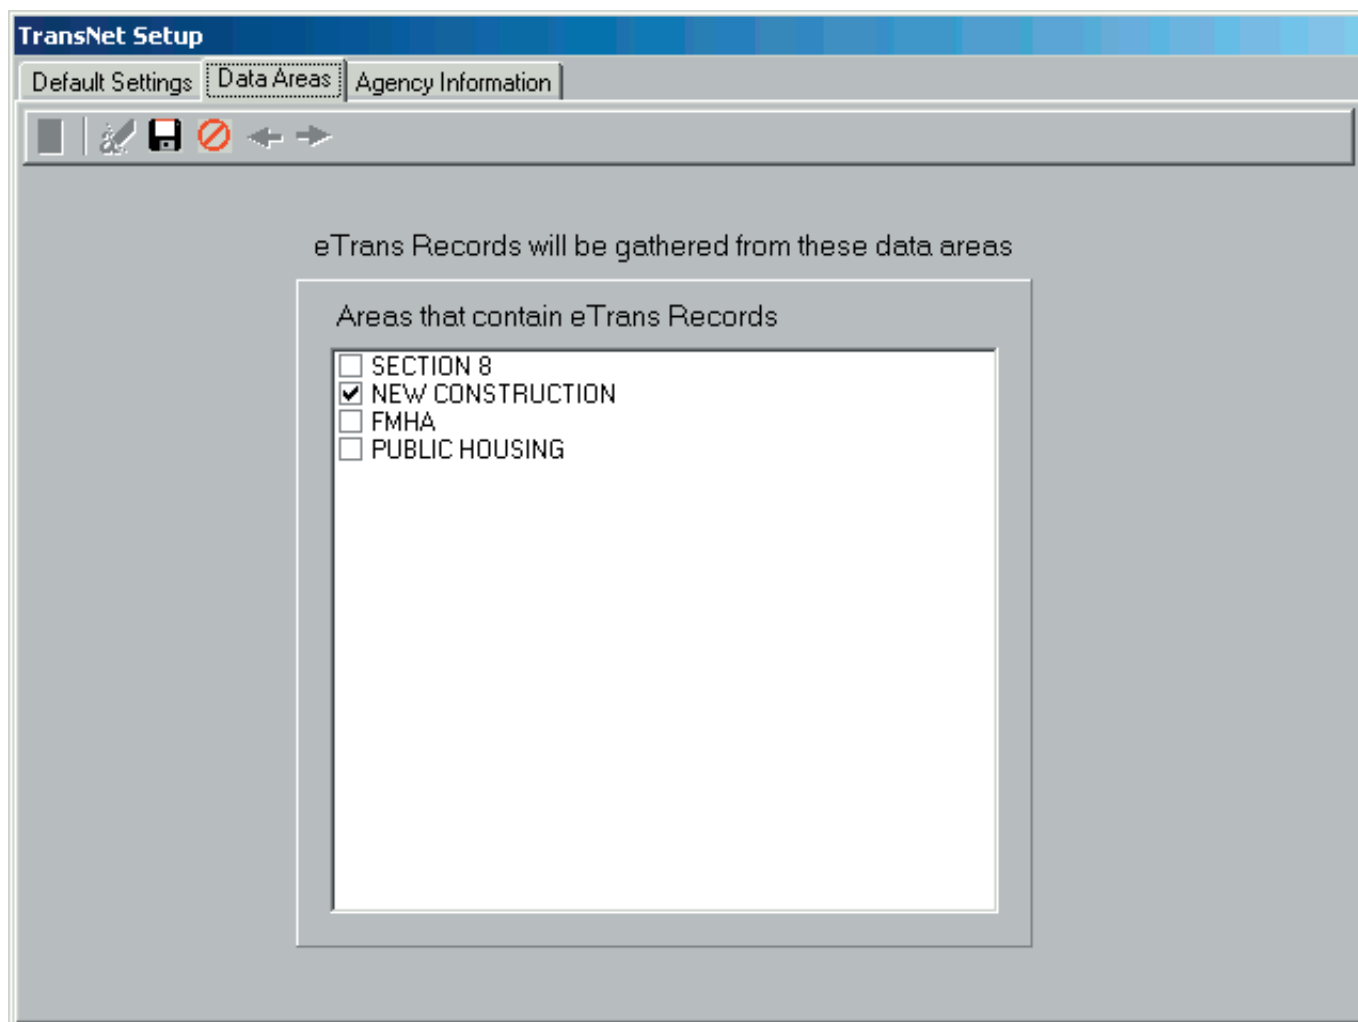 TransNet Setup
Default Settings Data Areas Agency Information
eTrans Records will be gathered from these data areas
Areas that contain eTrans Records
SECTION 8
NEW CONSTRUCTION
FMHA
PUBLIC HOUSING